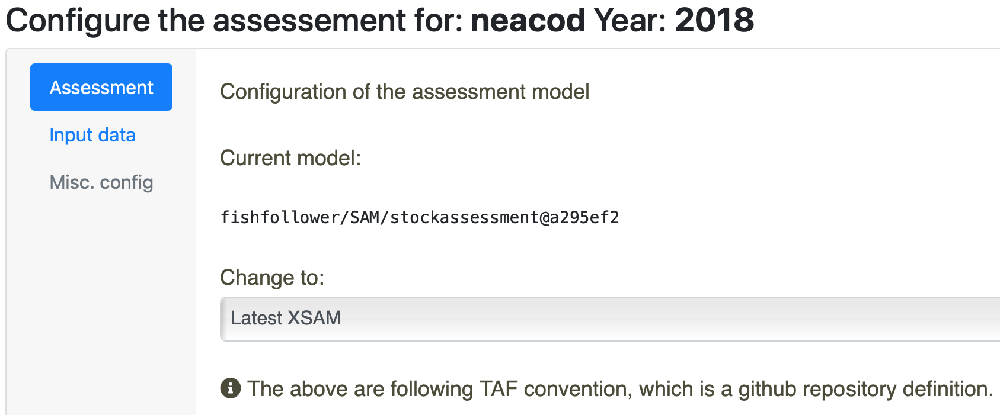 Configure the assessement for: neacod Year: 2018
Assessment
Input data
Misc. config
Configuration of the assessment model
Current model:
fishfollower/SAM/stockassessment@a295ef2
Change to:
Latest XSAM
The above are following TAF convention, which is a github repository definition.